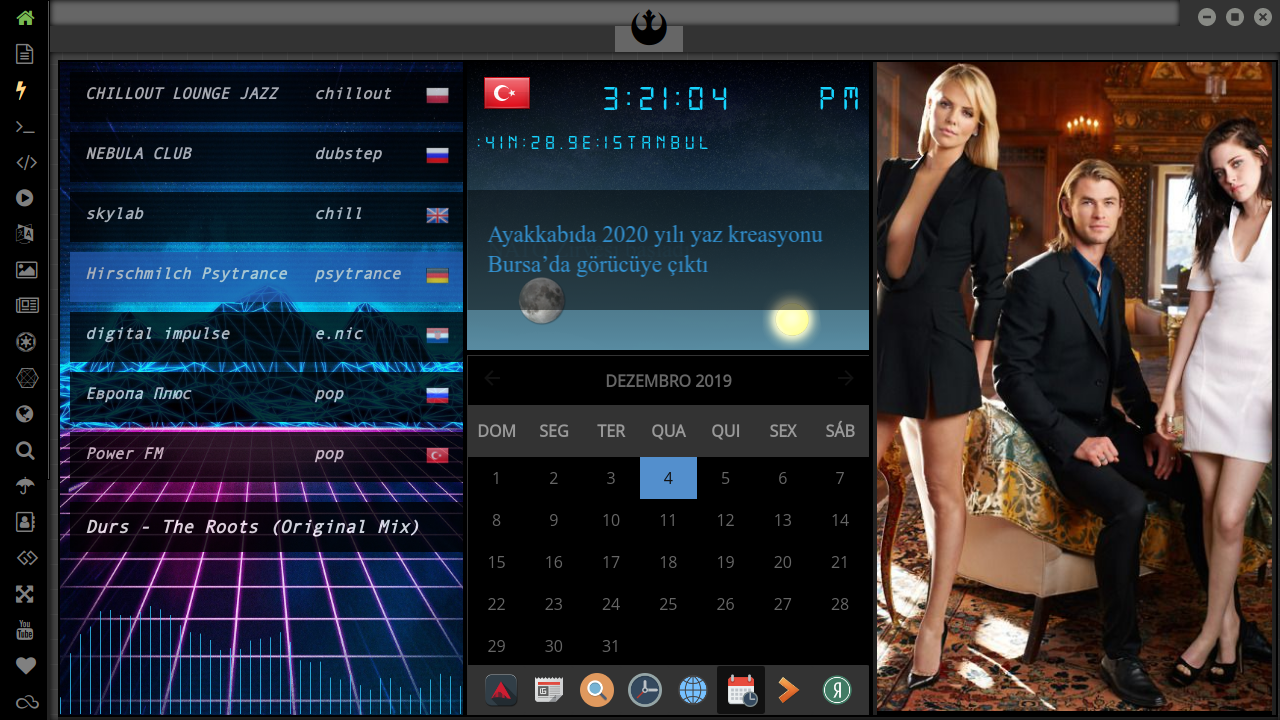 CHILLOUT LOUNGE JAZZ chillout
NEBULA CLUB dubstep
skylab chill
Hirschmilch Psytrance psytrance
digital impulse e.nic
Европа Плюс pop
Power FM pop
Durs - The Roots (Original Mix)
You
Tube
3:21:04 PM
:41N:28.9E:ISTANBUL
Ayakkabıda 2020 yılı yaz kreasyonu
Bursa’da görücüye çıktı
DEZEMBRO 2019
DOM SEG TER QUA QUI SEX SÁB
1 2 3 4 5 6 7
8 9 10 11 12 13 14
15 16 17 18 19 20 21
22 23 24 25 26 27 28
29 30 31
Я